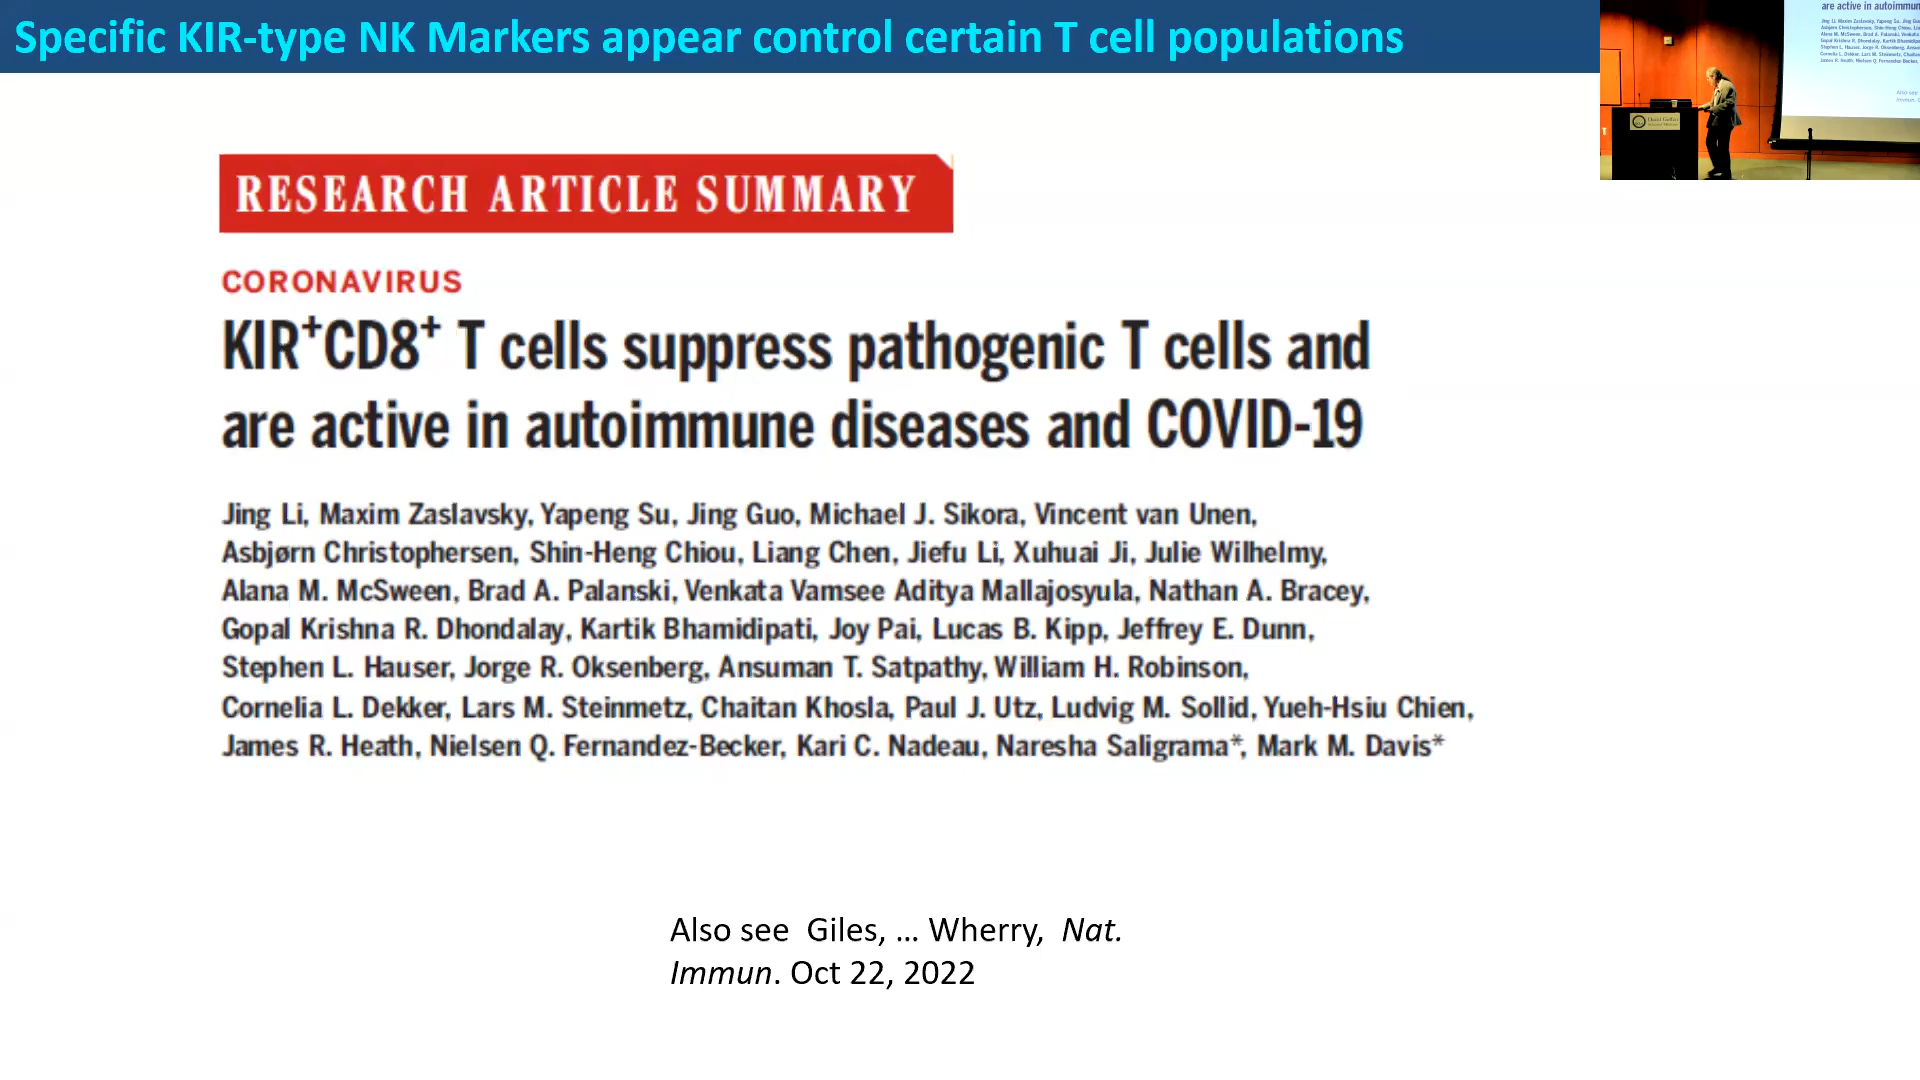 Specific KIR-type NK Markers appear control certain T cell populations
RESEARCH ARTICLE SUMMARY
CORONAVIRUS
KIR⁺CD8⁺ T cells suppress pathogenic T cells and
are active in autoimmune diseases and COVID-19
Jing Li, Maxim Zaslavsky, Yapeng Su, Jing Guo, Michael J. Sikora, Vincent van Unen,
Asbjørn Christophersen, Shin-Heng Chiou, Liang Chen, Jiefu Li, Xuhuai Ji, Julie Wilhelmy,
Alana M. McSween, Brad A. Palanski, Venkata Vamsee Aditya Mallajosyula, Nathan A. Bracey,
Gopal Krishna R. Dhondalay, Kartik Bhamidipati, Joy Pai, Lucas B. Kipp, Jeffrey E. Dunn,
Stephen L. Hauser, Jorge R. Oksenberg, Ansuman T. Satpathy, William H. Robinson,
Cornelia L. Dekker, Lars M. Steinmetz, Chaitan Khosla, Paul J. Utz, Ludvig M. Sollid, Yueh-Hsiu Chien,
James R. Heath, Nielsen Q. Fernandez-Becker, Kari C. Nadeau, Naresha Saligrama*, Mark M. Davis*
Also see  Giles, ... Wherry,  Nat.
Immun. Oct 22, 2022
are active in autoimmun
David Geffen